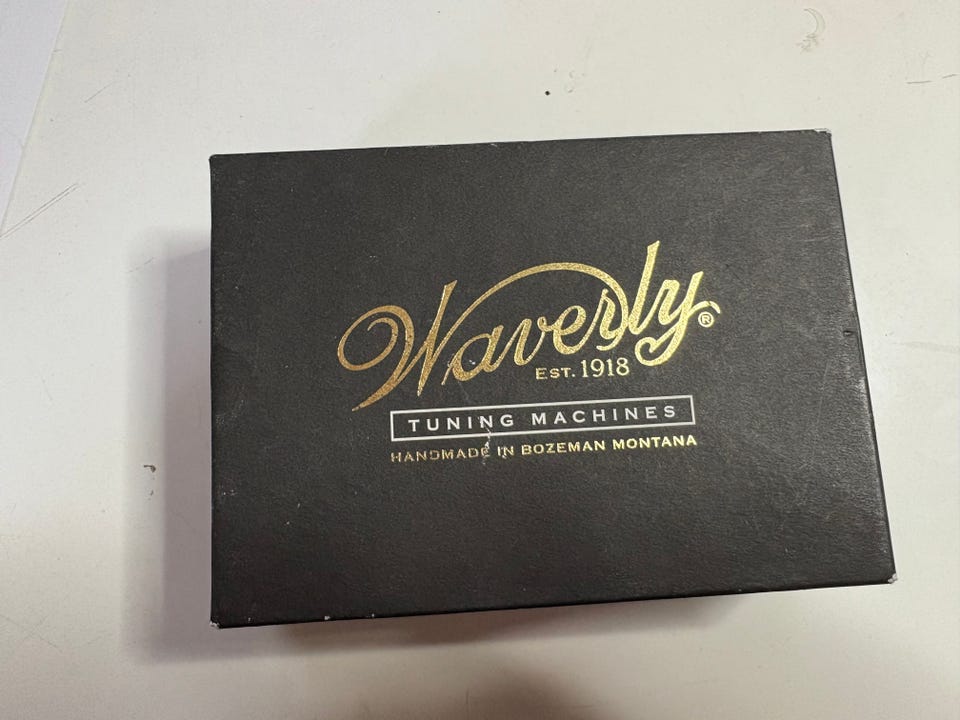 Waverly®
EST. 1918
TUNING MACHINES
HANDMADE IN BOZEMAN MONTANA